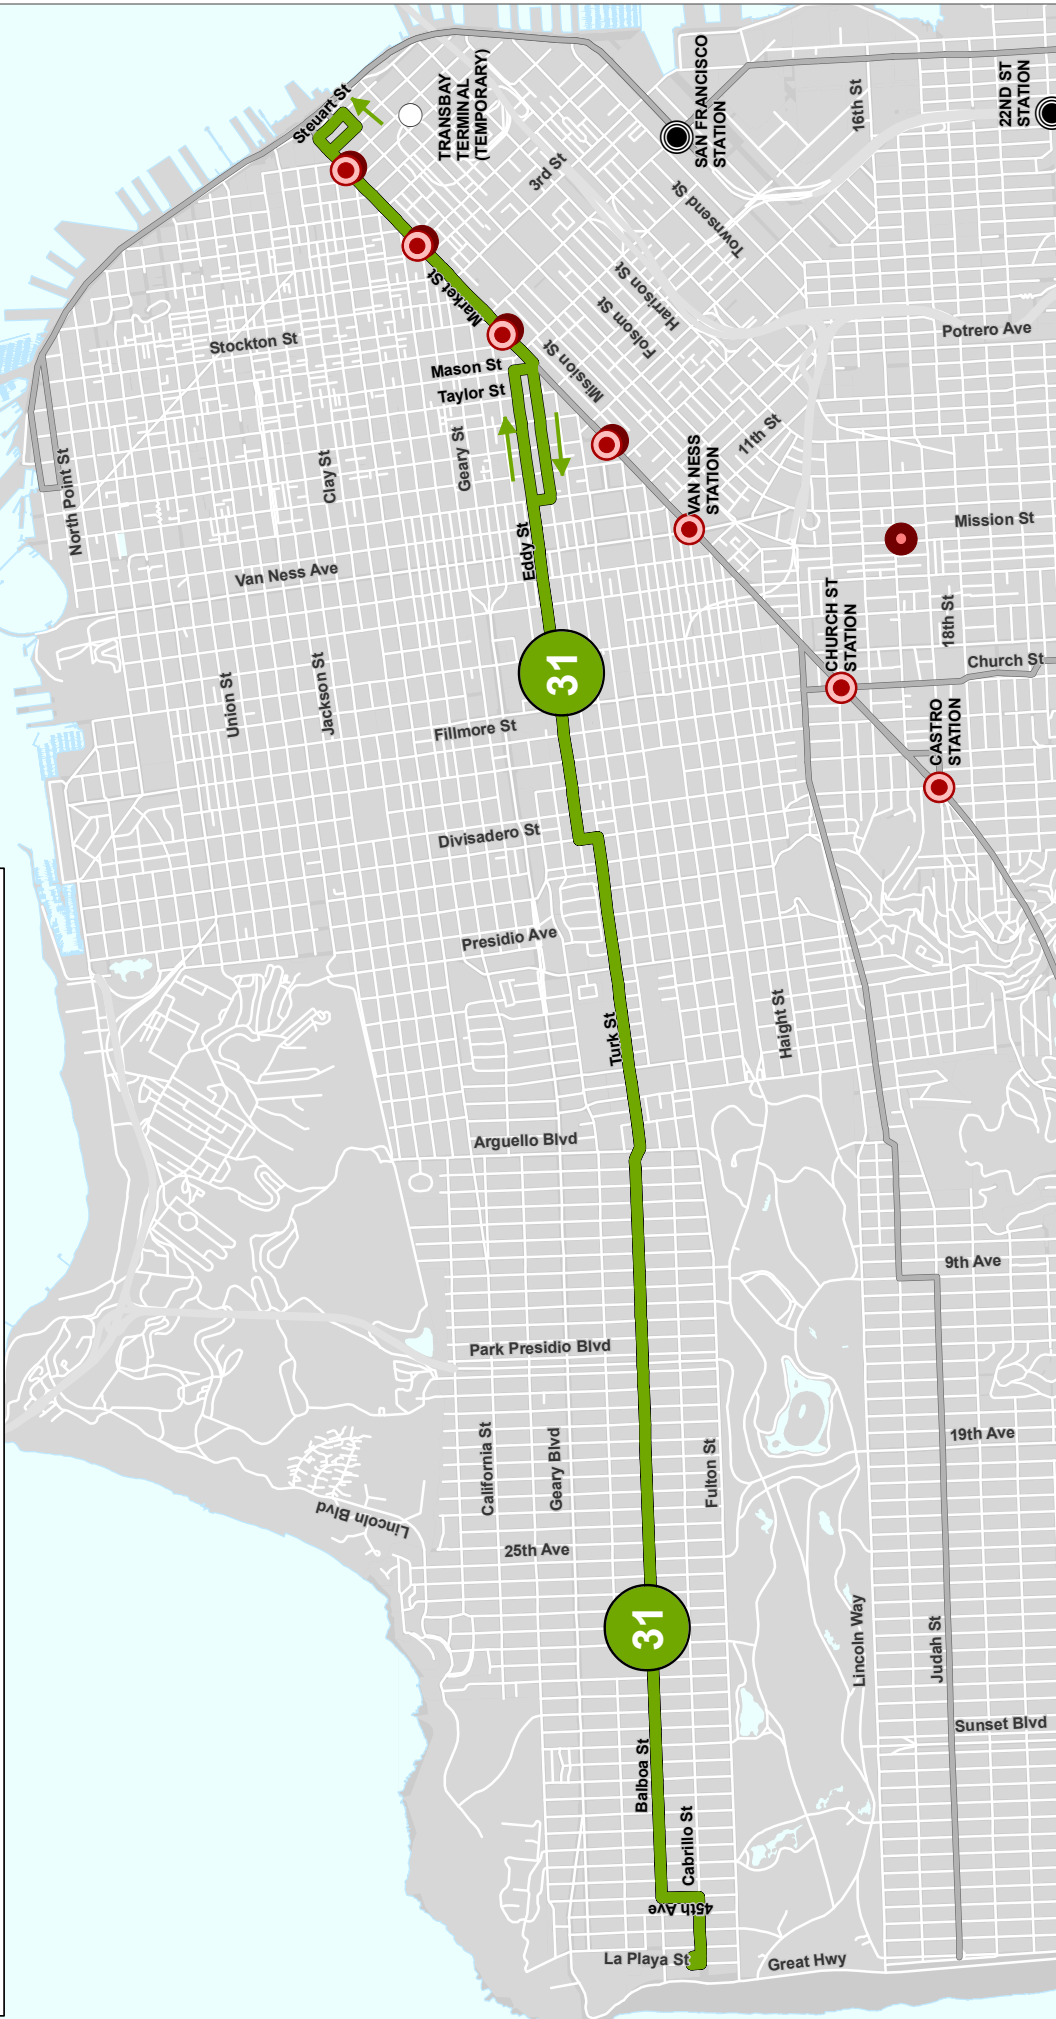 Steuart St
TRANSBAY
TERMINAL
(TEMPORARY)
SAN FRANCISCO
STATION
22ND ST
STATION
16th St
3rd St
Townsend St
Market St
Harrison St
Folsom St
Mission St
Potrero Ave
Stockton St
Mason St
Taylor St
Geary St
Clay St
North Point St
11th St
VAN NESS
STATION
Mission St
Eddy St
Van Ness Ave
CHURCH ST
STATION
18th St
Church St
31
Union St
Jackson St
Fillmore St
CASTRO
STATION
Divisadero St
Presidio Ave
Turk St
Haight St
Arguello Blvd
9th Ave
Park Presidio Blvd
California St
Geary Blvd
Fulton St
19th Ave
Lincoln Blvd
25th Ave
31
Lincoln Way
Judah St
Sunset Blvd
Balboa St
Cabrillo St
45th Ave
La Playa St
Great Hwy